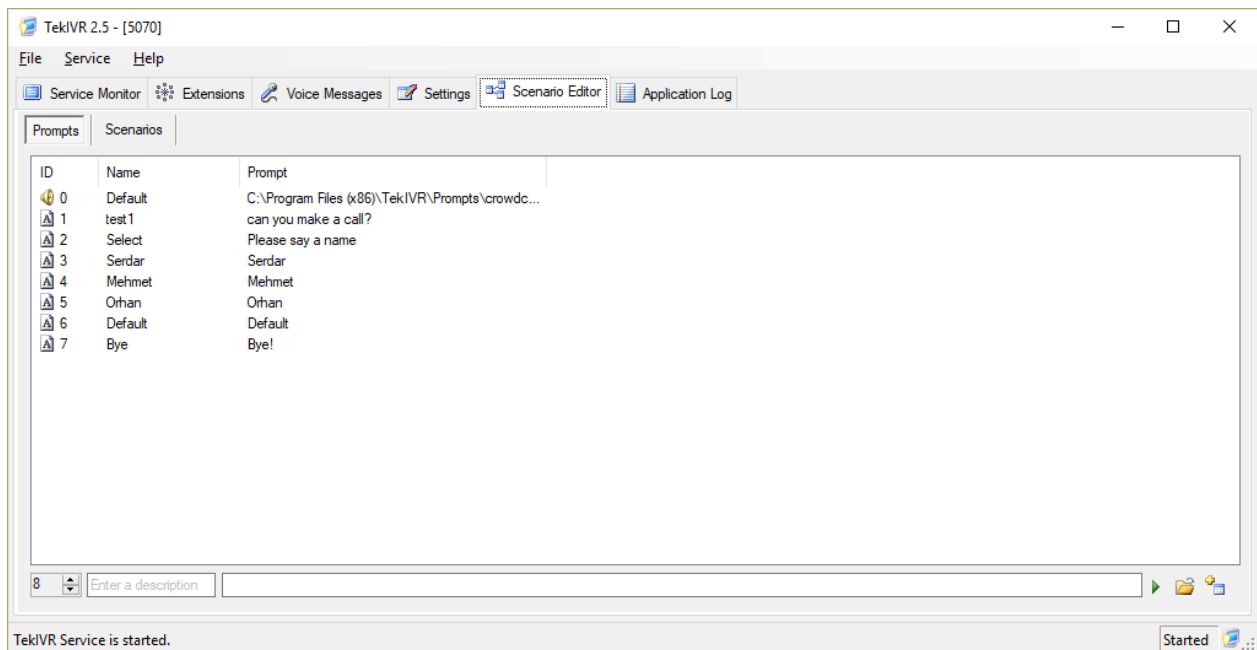 TekIVR 2.5 - [5070]
File Service Help
Service Monitor Extensions Voice Messages Settings Scenario Editor Application Log
Prompts Scenarios
ID Name Prompt
0 Default C:\Program Files (x86)\TekIVR\Prompts\crowdc...
1 test1 can you make a call?
2 Select Please say a name
3 Serdar Serdar
4 Mehmet Mehmet
5 Orhan Orhan
6 Default Default
7 Bye Bye!
8 Enter a description
TekIVR Service is started. Started